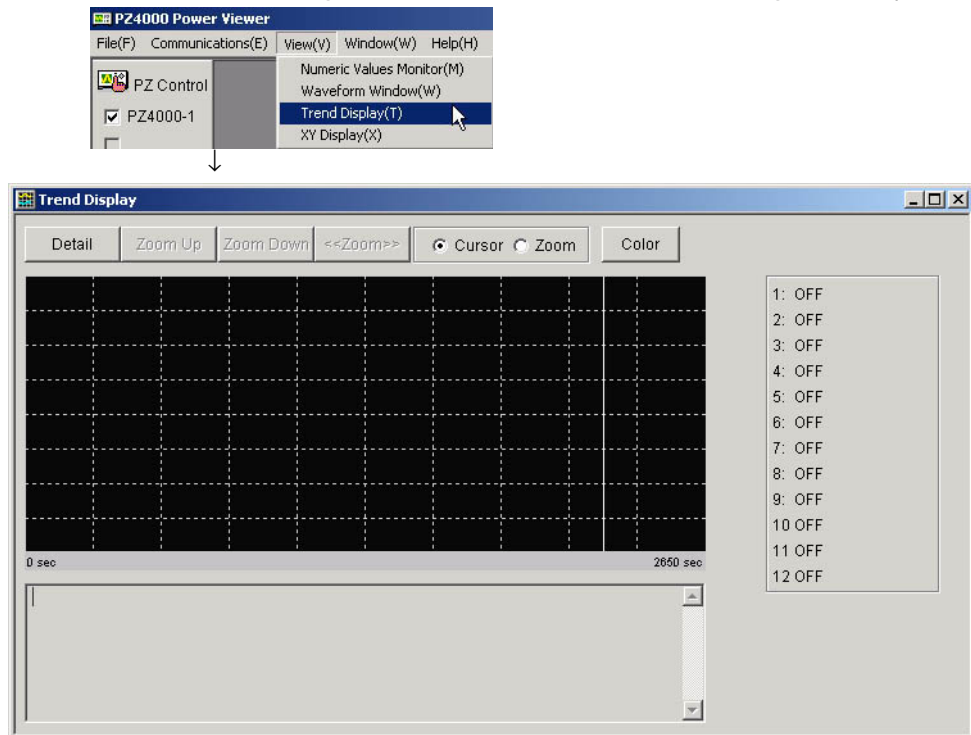 PZ4000 Power Viewer
File(F) Communications(E) View(V) Window(W) Help(H)
PZ Control
PZ4000-1
Numeric Values Monitor(M)
Waveform Window(W)
Trend Display(T)
XY Display(X)
Trend Display
Detail Zoom Up Zoom Down <<Zoom>> Cursor Zoom Color
1: OFF
2: OFF
3: OFF
4: OFF
5: OFF
6: OFF
7: OFF
8: OFF
9: OFF
10 OFF
11 OFF
12 OFF
0 sec 2650 sec